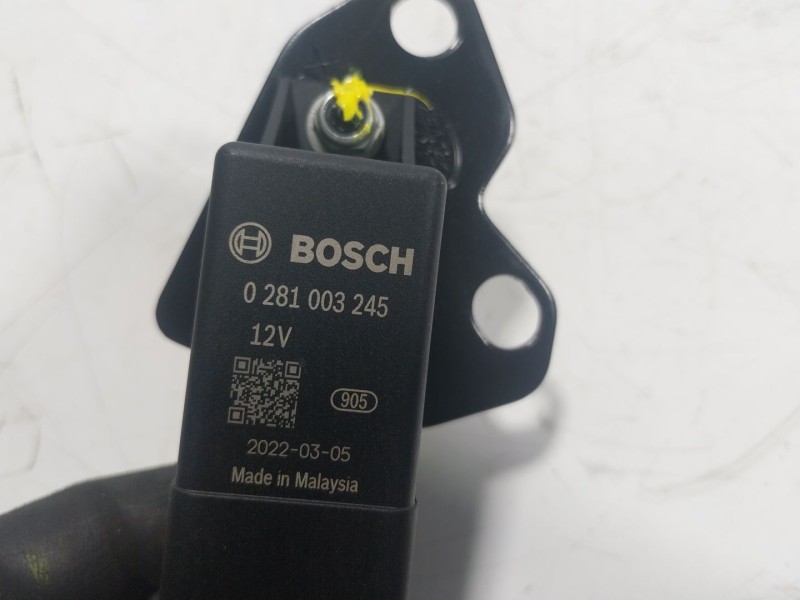 BOSCH
0 281 003 245
12V
905
2022-03-05
Made in Malaysia